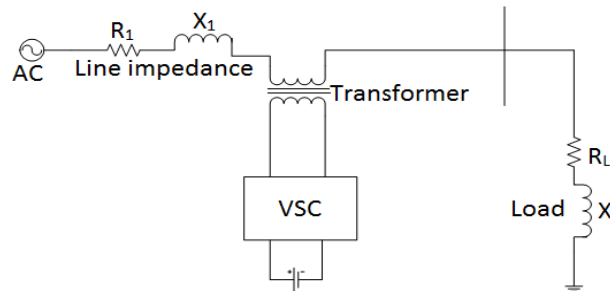 R1
X1
AC
Line impedance
Transformer
VSC
+ -
RL
Load
X